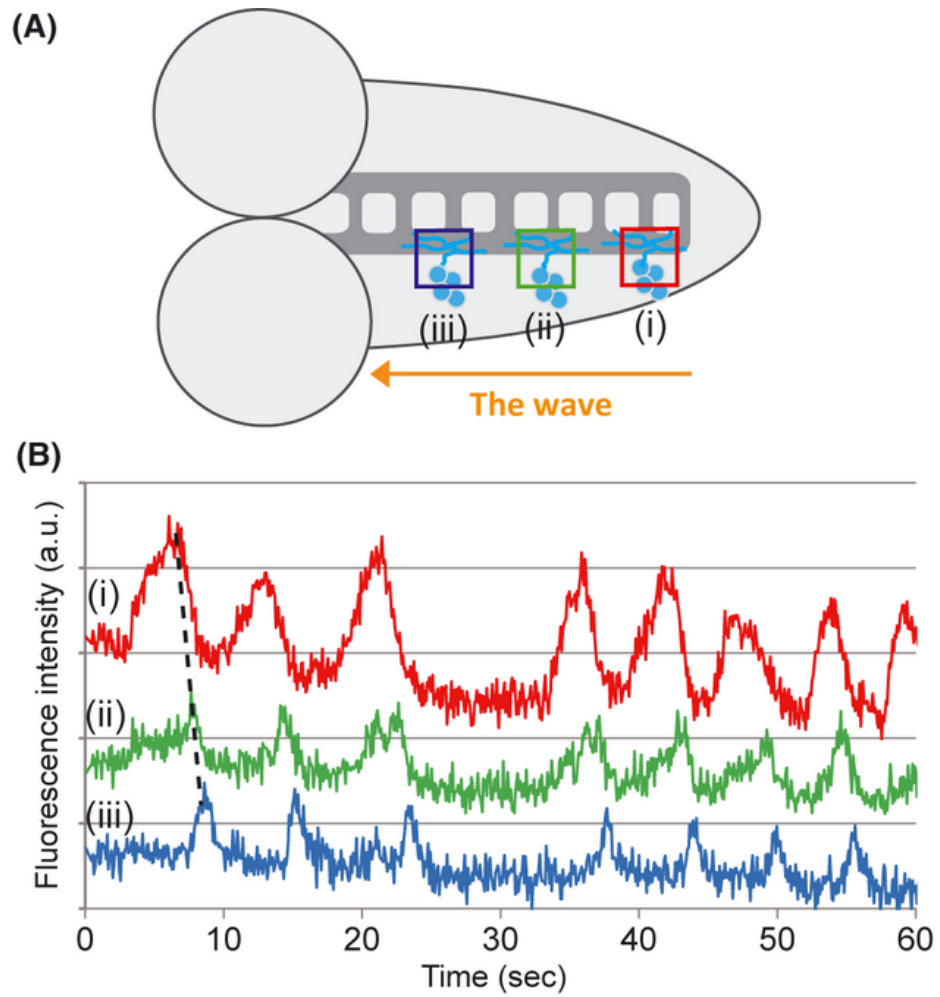 (A)
(iii) (ii) (i)
The wave
(B)
Fluorescence intensity (a.u.)
(i)
(ii)
(iii)
0 10 20 30 40 50 60
Time (sec)